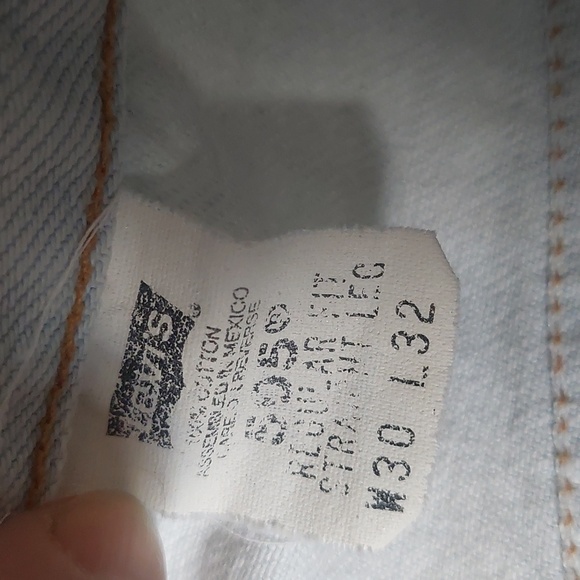 Levi's
100% COTTON
ASSEMBLED IN MEXICO
CARE ON REVERSE
505®
REGULAR FIT
STRAIGHT LEG
W30 L32